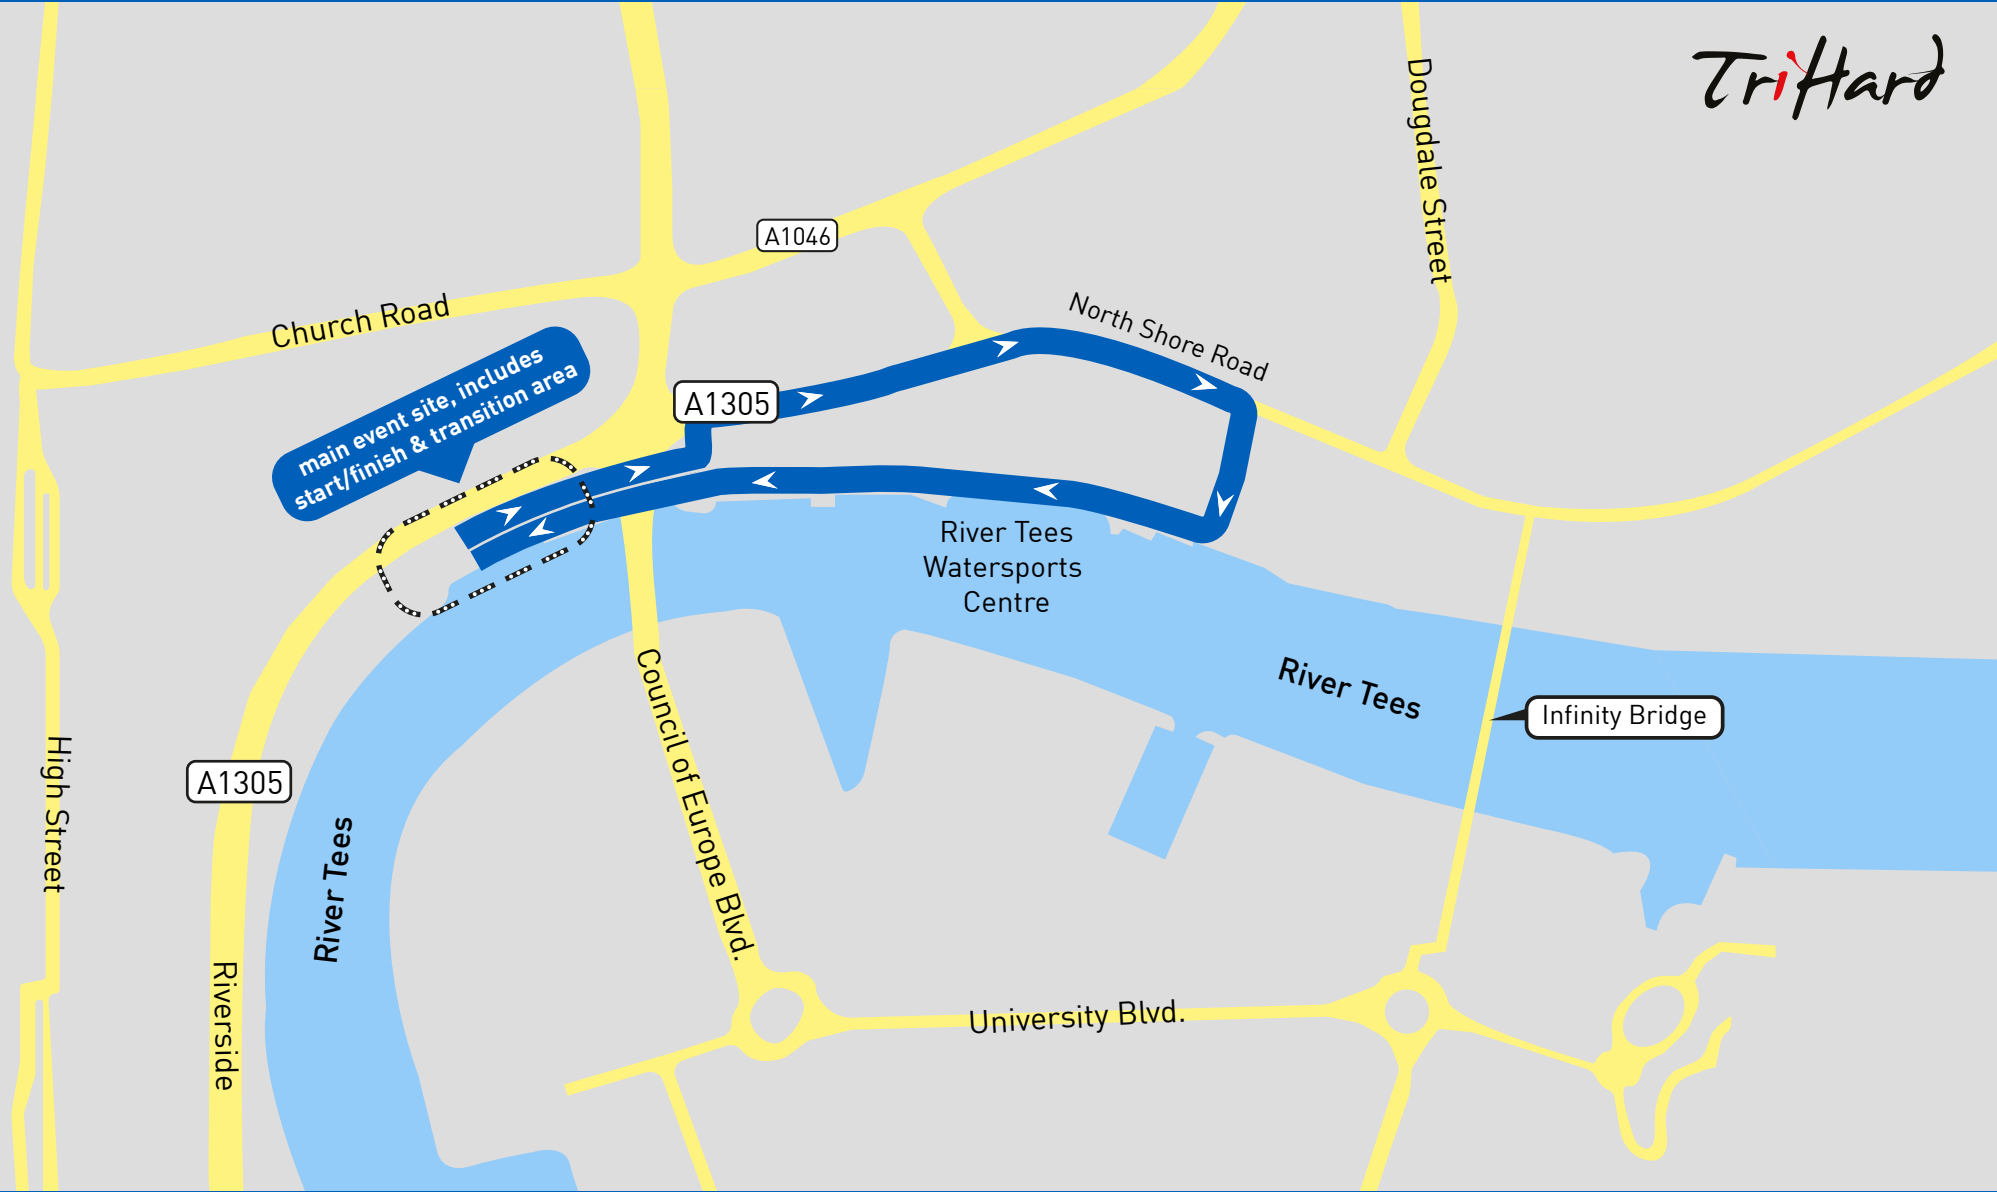 TriHard
Dougdale Street
A1046
Church Road
North Shore Road
main event site, includes
start/finish & transition area
A1305
River Tees
Watersports
Centre
River Tees
Infinity Bridge
Council of Europe Blvd.
High Street
A1305
River Tees
Riverside
University Blvd.